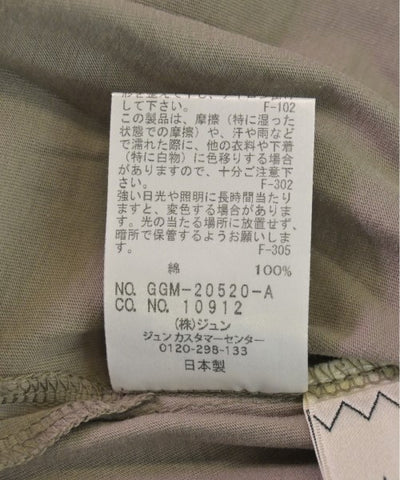 して下さい。 F-102
この製品は、摩擦（特に湿った
状態での摩擦）や、汗や雨など
で濡れた際に、他の衣料や下着
（特に白物）に色移りする場合
がありますので、十分ご注意下
さい。 F-302
強い日光や照明に長時間当たり
ますと、変色する場合がありま
す。光の当たる場所に放置せず、
暗所で保管するようお願いしま
す。 F-305
綿 100%
NO. GGM-20520-A
CO. NO. 10912
(株)ジュン
ジュン カスタマーセンター
0120-298-133
日本製